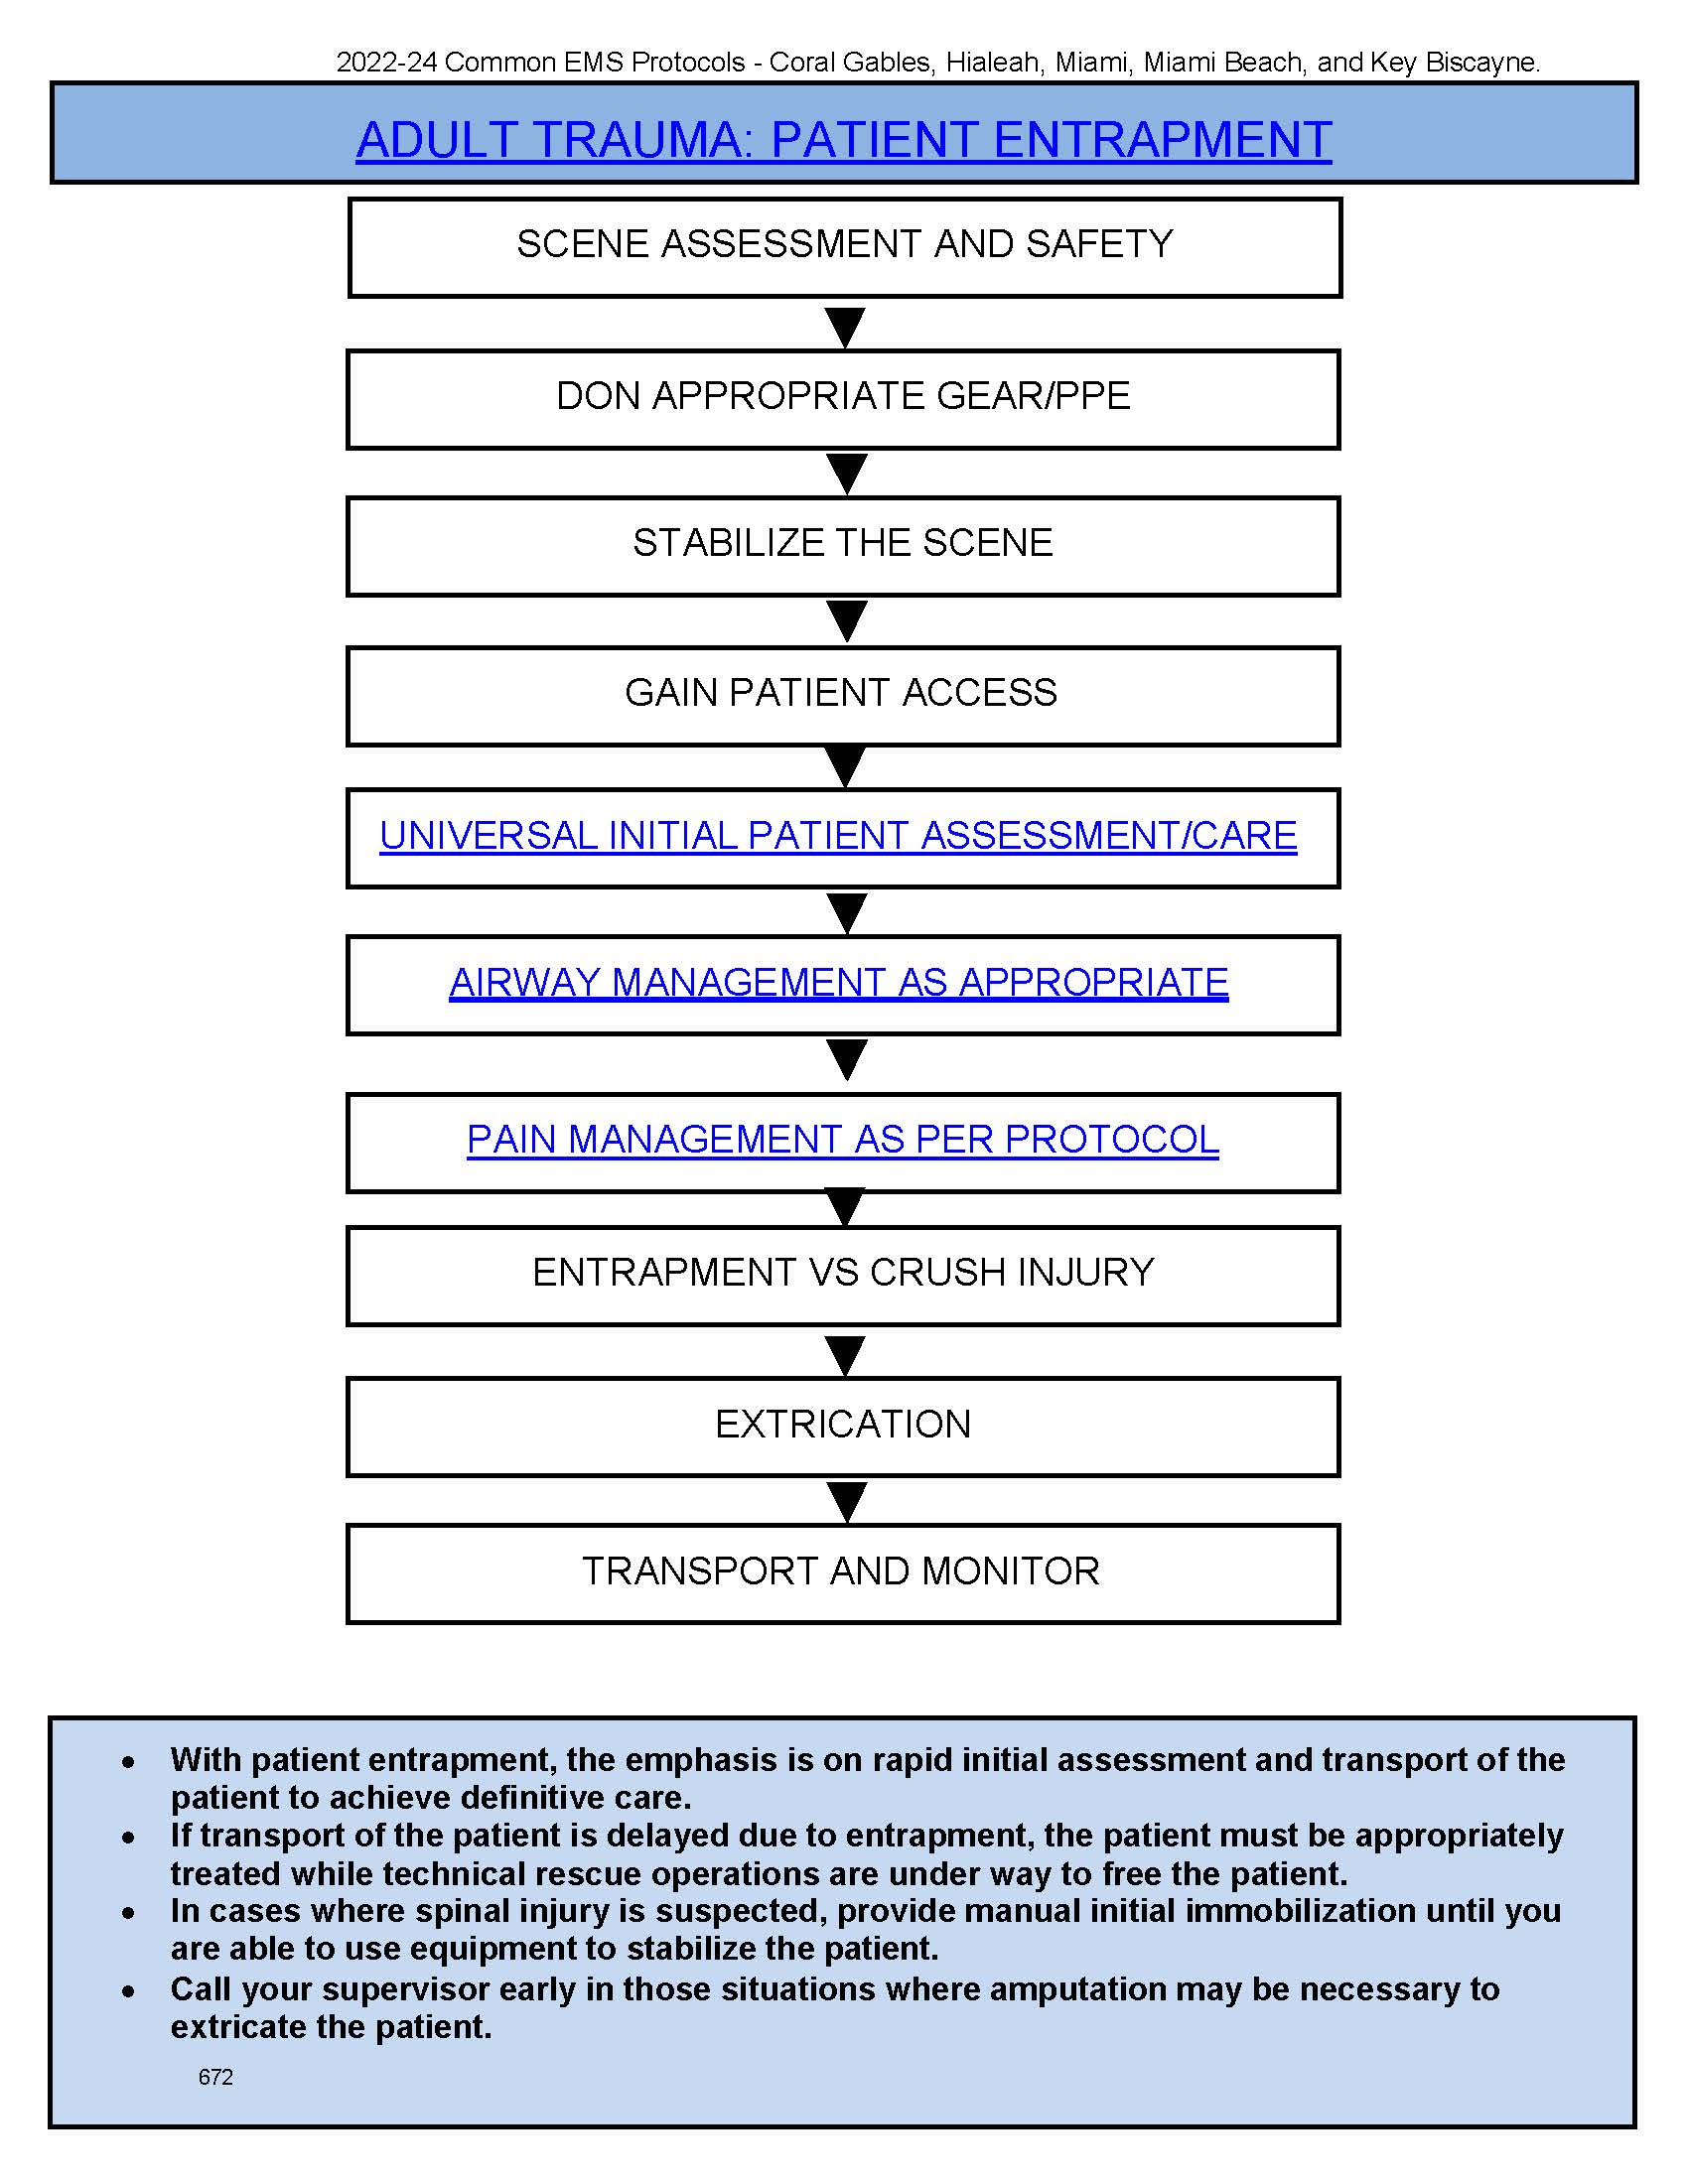 2022-24 Common EMS Protocols - Coral Gables, Hialeah, Miami, Miami Beach, and Key Biscayne.
ADULT TRAUMA: PATIENT ENTRAPMENT
SCENE ASSESSMENT AND SAFETY
DON APPROPRIATE GEAR/PPE
STABILIZE THE SCENE
GAIN PATIENT ACCESS
UNIVERSAL INITIAL PATIENT ASSESSMENT/CARE
AIRWAY MANAGEMENT AS APPROPRIATE
PAIN MANAGEMENT AS PER PROTOCOL
ENTRAPMENT VS CRUSH INJURY
EXTRICATION
TRANSPORT AND MONITOR
• With patient entrapment, the emphasis is on rapid initial assessment and transport of the
patient to achieve definitive care.
• If transport of the patient is delayed due to entrapment, the patient must be appropriately
treated while technical rescue operations are under way to free the patient.
• In cases where spinal injury is suspected, provide manual initial immobilization until you
are able to use equipment to stabilize the patient.
• Call your supervisor early in those situations where amputation may be necessary to
extricate the patient.
672